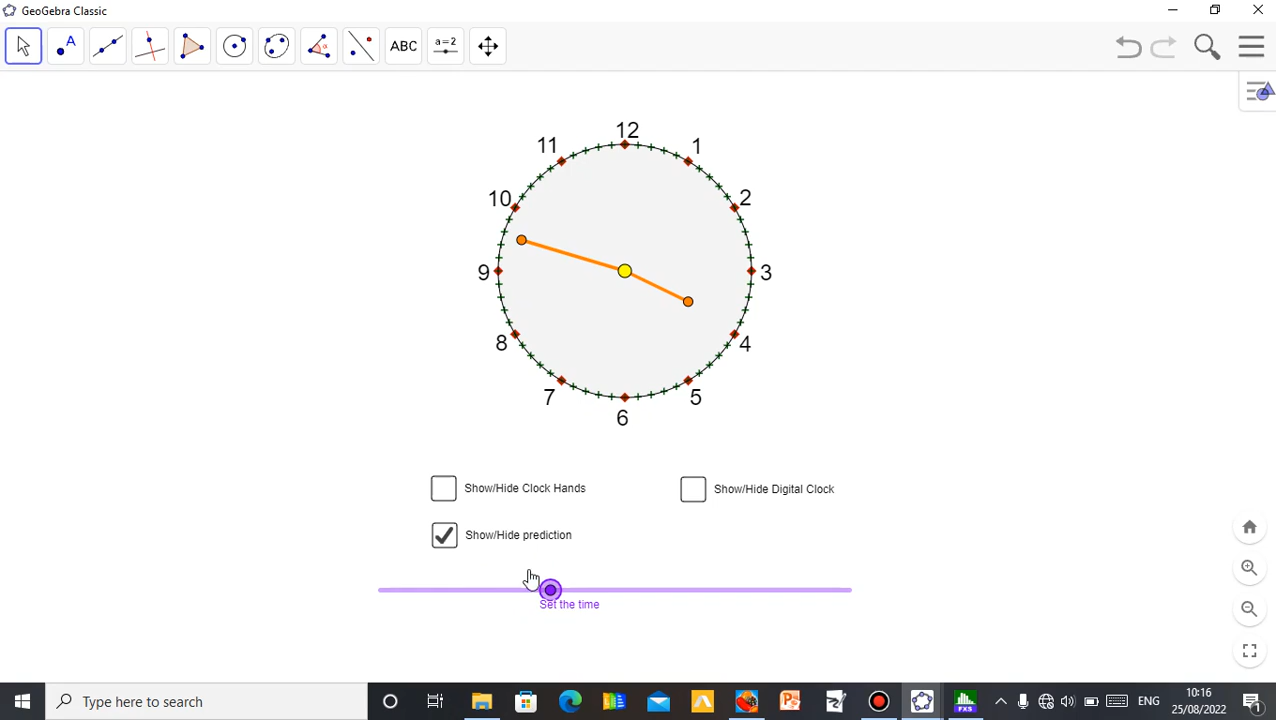 GeoGebra Classic
A
ABC
a=2
12
11
1
10
2
9
3
8
4
7
5
6
Show/Hide Clock Hands
Show/Hide Digital Clock
Show/Hide prediction
Set the time
Type here to search
FX5
ENG
10:16
25/08/2022
1